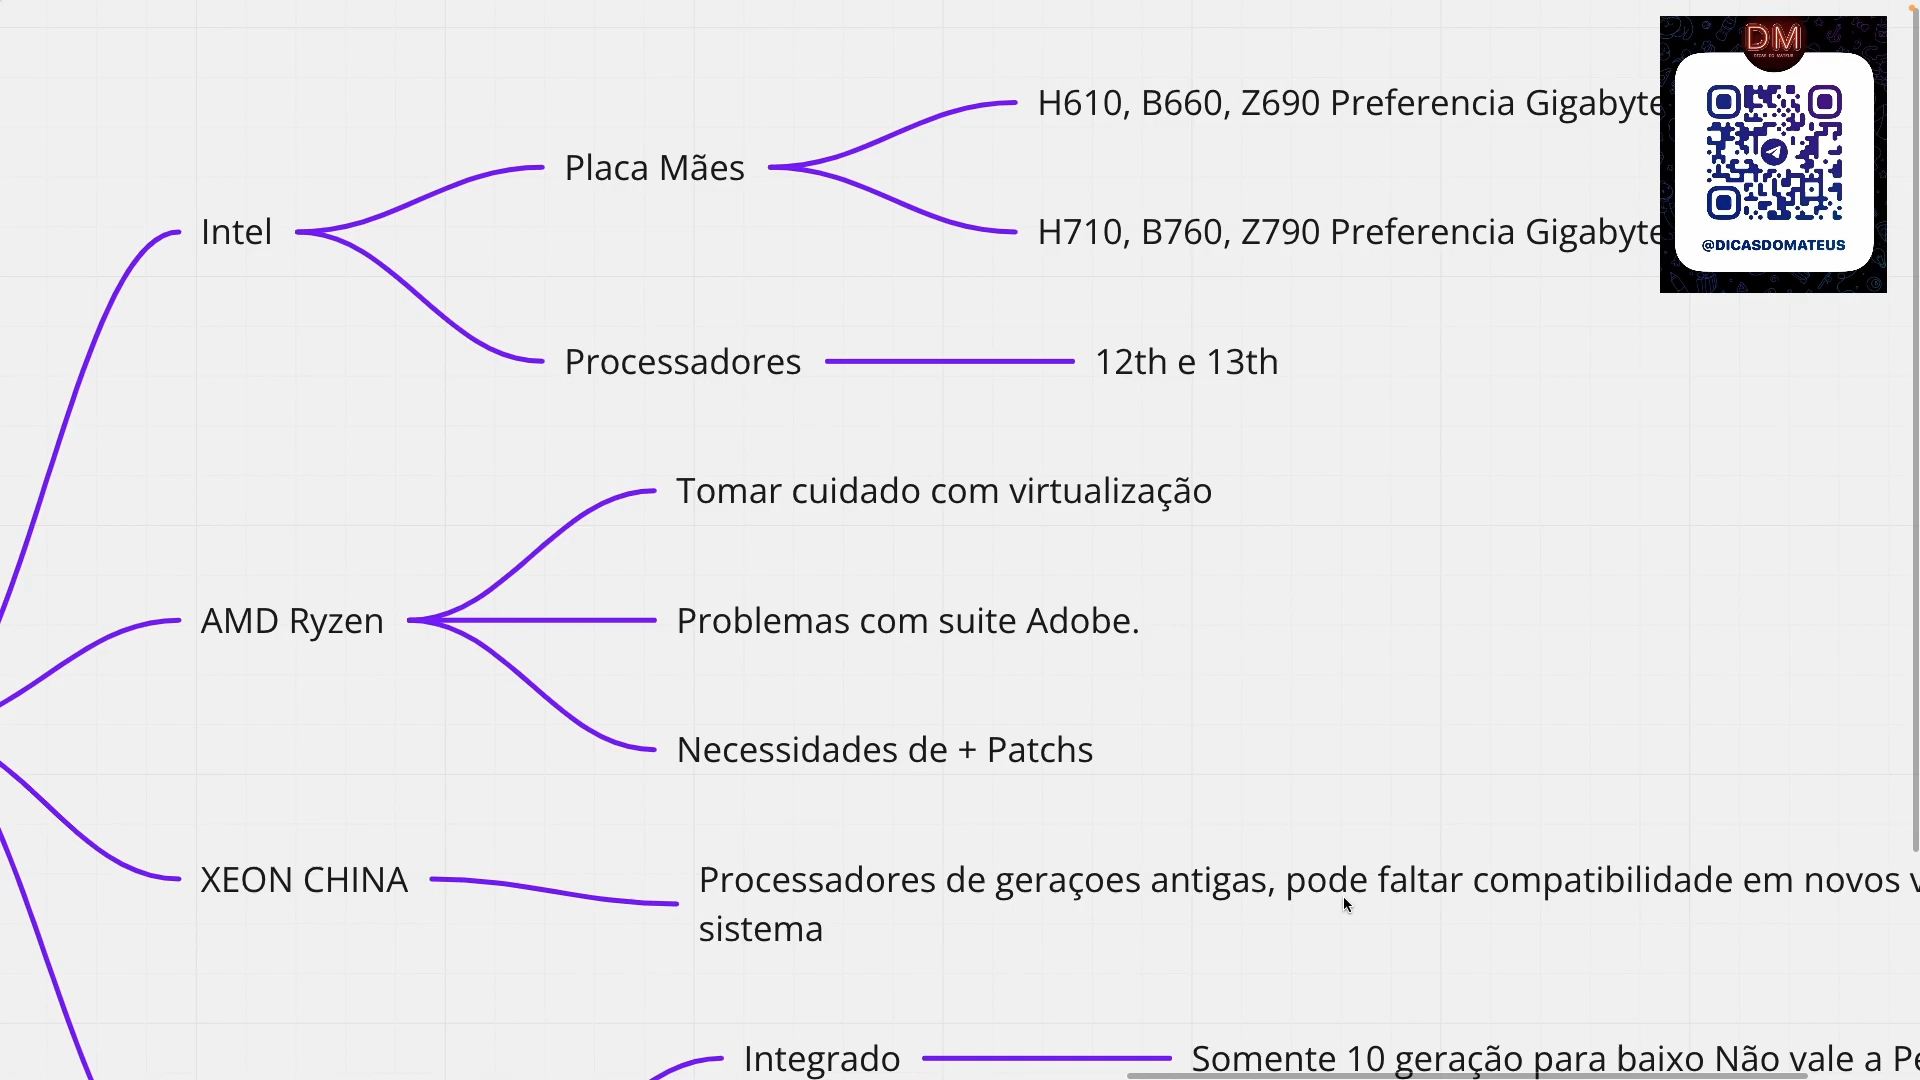 DM
H610, B660, Z690 Preferencia Gigabyte
Placa Mães
H710, B760, Z790 Preferencia Gigabyte
@DICASDOMATEUS
Intel
Processadores
12th e 13th
Tomar cuidado com virtualização
AMD Ryzen
Problemas com suite Adobe.
Necessidades de + Patchs
XEON CHINA
Processadores de geraçoes antigas, pode faltar compatibilidade em novos v
sistema
Integrado
Somente 10 geração para baixo Não vale a Pe